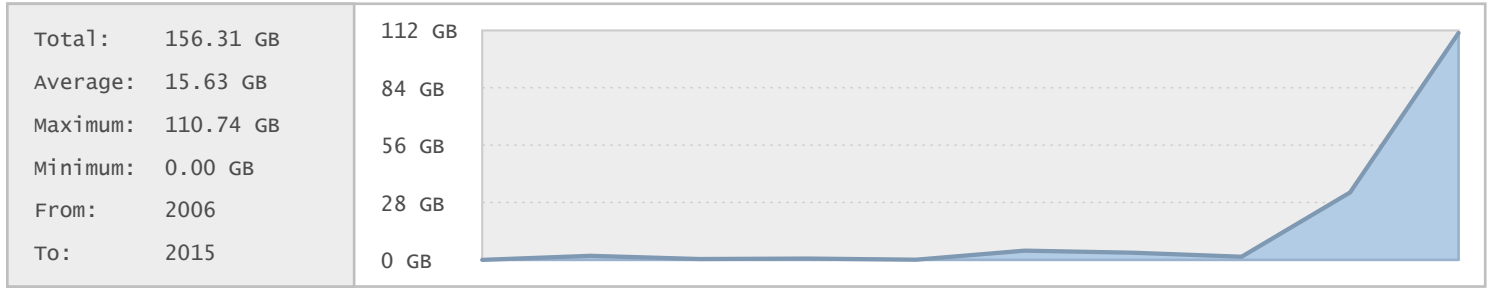 Total: 156.31 GB
Average: 15.63 GB
Maximum: 110.74 GB
Minimum: 0.00 GB
From: 2006
To: 2015
112 GB
84 GB
56 GB
28 GB
0 GB